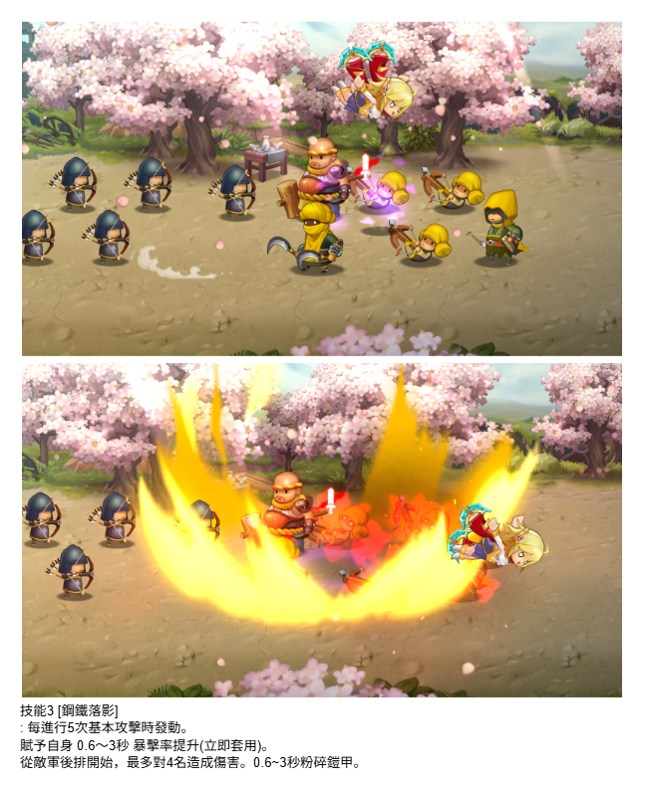 技能3 [鋼鐵落影]
: 每進行5次基本攻擊時發動。
賦予自身 0.6～3秒 暴擊率提升(立即套用)。
從敵軍後排開始，最多對4名造成傷害。0.6~3秒粉碎鎧甲。